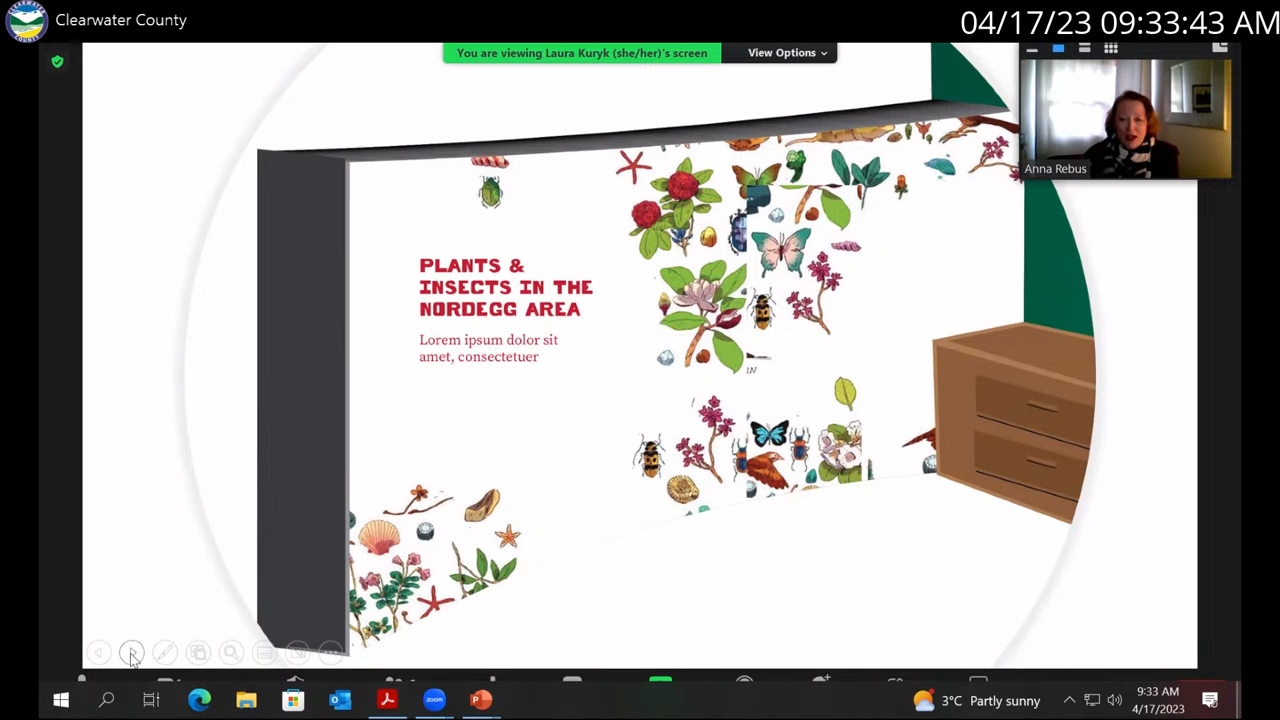 Clearwater County
04/17/23 09:33:43 AM
You are viewing Laura Kuryk (she/her)'s screen
View Options
Anna Rebus
PLANTS &
INSECTS IN THE
NORDEGG AREA
Lorem ipsum dolor sit
amet, consectetuer
IN
zoom
3°C Partly sunny
9:33 AM
4/17/2023